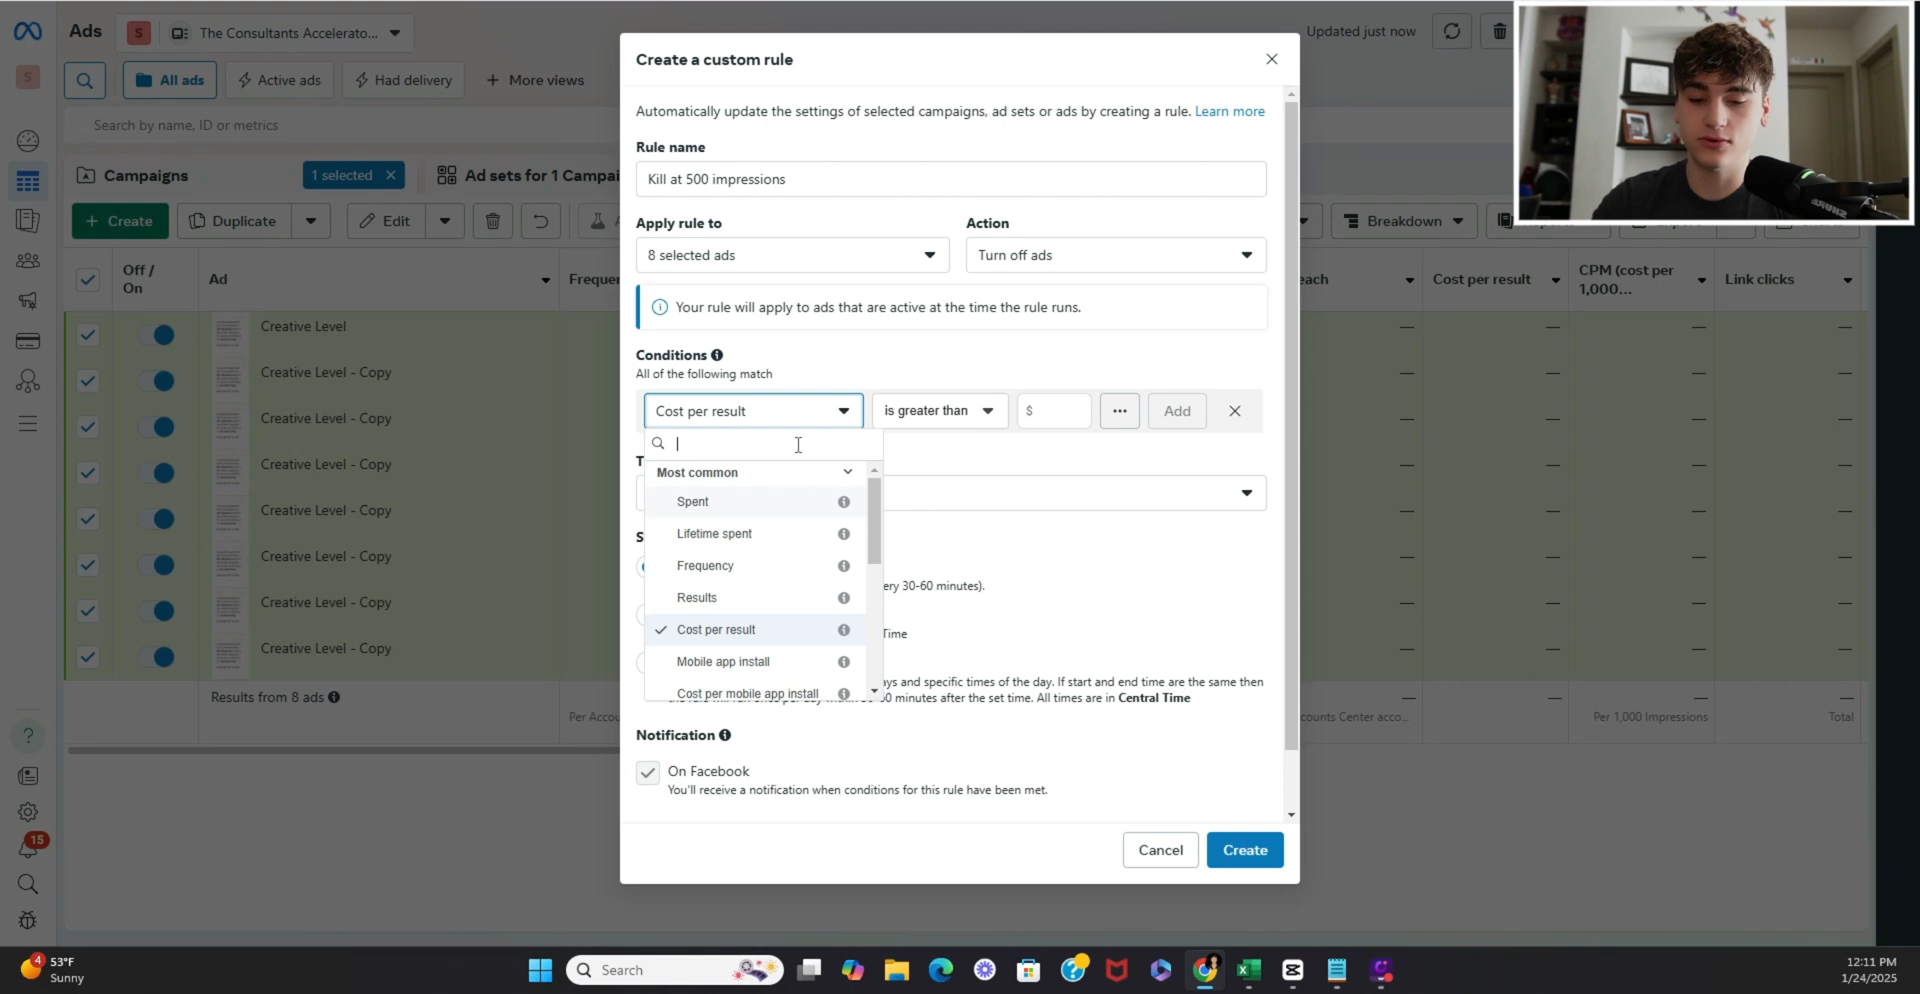 Ads
S
The Consultants Accelerato...
Updated just now
S
All ads
Active ads
Had delivery
+ More views
Search by name, ID or metrics
Campaigns
1 selected
Ad sets for 1 Campai
+ Create
Duplicate
Edit
Breakdown
Off / On
Ad
Frequen
each
Cost per result
CPM (cost per 1,000...
Link clicks
Creative Level
Creative Level - Copy
Creative Level - Copy
Creative Level - Copy
Creative Level - Copy
Creative Level - Copy
Creative Level - Copy
Creative Level - Copy
Results from 8 ads
Per Accou
counts Center acco...
Per 1,000 Impressions
Total
15
Create a custom rule
Automatically update the settings of selected campaigns, ad sets or ads by creating a rule. Learn more
Rule name
Kill at 500 impressions
Apply rule to
Action
8 selected ads
Turn off ads
Your rule will apply to ads that are active at the time the rule runs.
Conditions
All of the following match
Cost per result
is greater than
$
...
Add
T
Most common
Spent
Lifetime spent
Frequency
Results
Cost per result
Mobile app install
Cost per mobile app install
S
ery 30-60 minutes).
Time
ays and specific times of the day. If start and end time are the same then
minutes after the set time. All times are in Central Time
Notification
On Facebook
You'll receive a notification when conditions for this rule have been met.
Cancel
Create
4
53°F
Sunny
Search
12:11 PM
1/24/2025